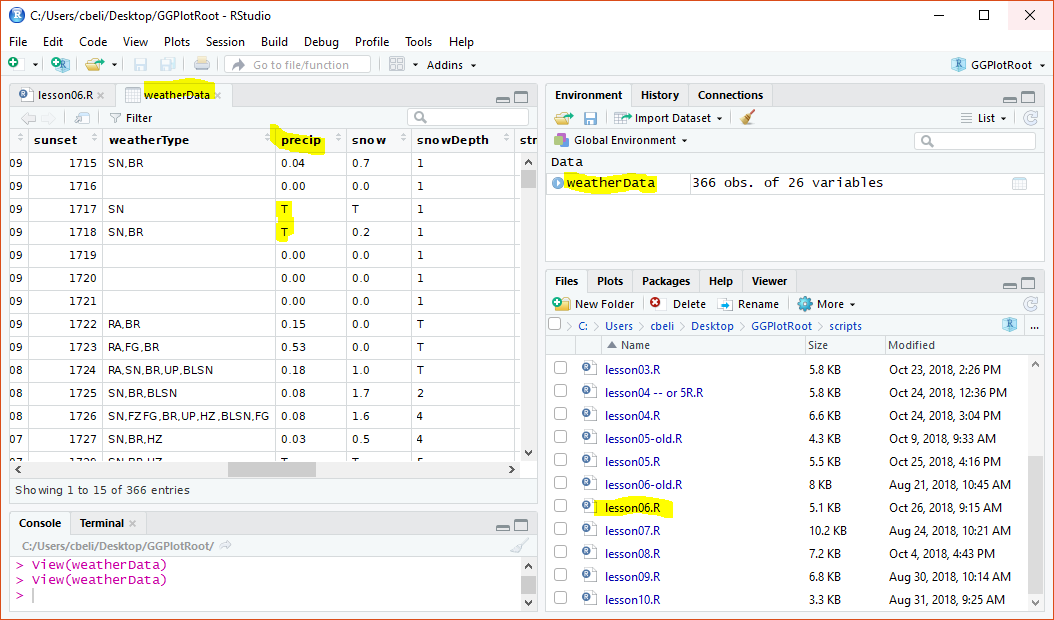 C:/Users/cbeli/Desktop/GGPlotRoot - RStudio
File Edit Code View Plots Session Build Debug Profile Tools Help
Go to file/function Addins GGPlotRoot
lesson06.R weatherData
Filter
sunset weatherType precip snow snowDepth str
09 1715 SN,BR 0.04 0.7 1
09 1716 0.00 0.0 1
09 1717 SN T T 1
09 1718 SN,BR T 0.2 1
09 1719 0.00 0.0 1
09 1720 0.00 0.0 1
09 1721 0.00 0.0 1
09 1722 RA,BR 0.15 0.0 T
09 1723 RA,FG,BR 0.53 0.0 T
08 1724 RA,SN,BR,UP,BLSN 0.18 1.0 T
08 1725 SN,BR,BLSN 0.08 1.7 2
08 1726 SN,FZFG,BR,UP,HZ,BLSN,FG 0.08 1.6 4
07 1727 SN,BR,HZ 0.03 0.5 4
Showing 1 to 15 of 366 entries
Console Terminal
C:/Users/cbeli/Desktop/GGPlotRoot/
> View(weatherData)
> View(weatherData)
>
Environment History Connections
Import Dataset List
Global Environment
Data
weatherData 366 obs. of 26 variables
Files Plots Packages Help Viewer
New Folder Delete Rename More
C: Users cbeli Desktop GGPlotRoot scripts ...
Name Size Modified
lesson03.R 5.8 KB Oct 23, 2018, 2:26 PM
lesson04 -- or 5R.R 5.8 KB Oct 24, 2018, 12:36 PM
lesson04.R 6.6 KB Oct 24, 2018, 3:04 PM
lesson05-old.R 4.3 KB Oct 9, 2018, 9:33 AM
lesson05.R 5.5 KB Oct 25, 2018, 4:16 PM
lesson06-old.R 8 KB Aug 21, 2018, 10:45 AM
lesson06.R 5.1 KB Oct 26, 2018, 9:15 AM
lesson07.R 10.2 KB Aug 24, 2018, 10:21 AM
lesson08.R 7.2 KB Oct 4, 2018, 4:43 PM
lesson09.R 6.8 KB Aug 30, 2018, 10:14 AM
lesson10.R 3.3 KB Aug 31, 2018, 9:25 AM